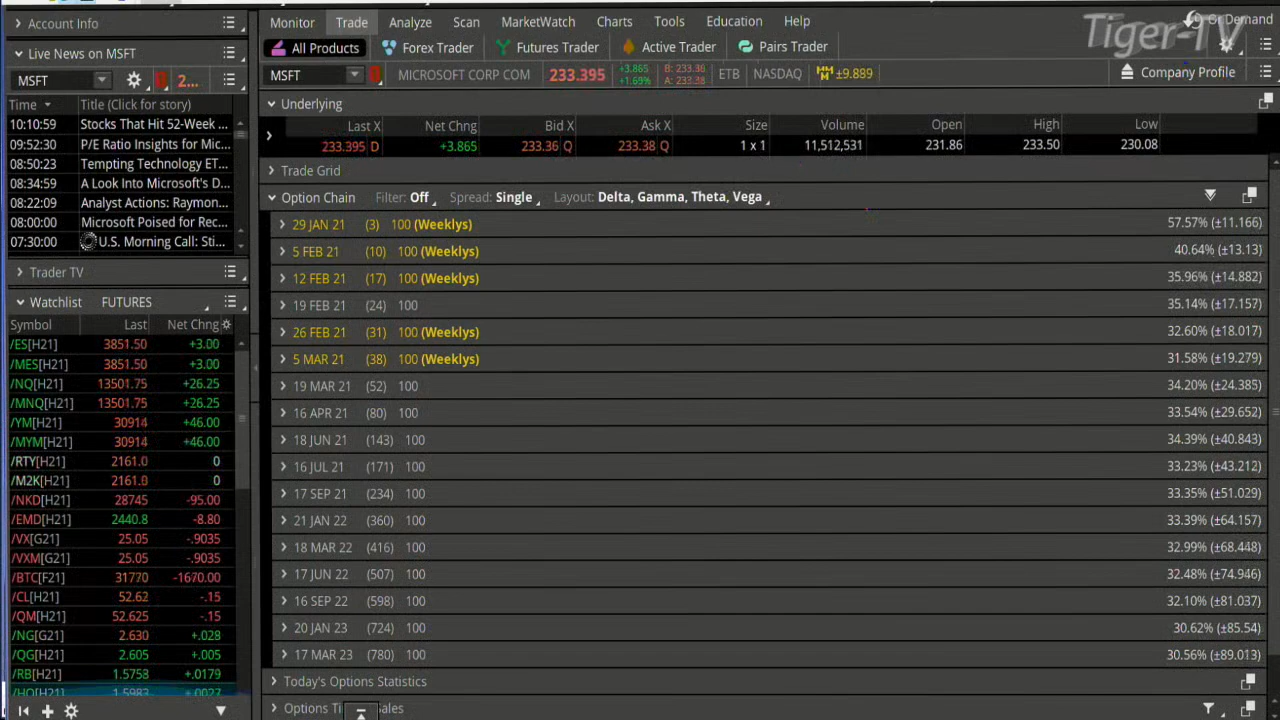 Account Info
Live News on MSFT
MSFT
2...
Time Title (Click for story)
10:10:59 Stocks That Hit 52-Week ...
09:52:30 P/E Ratio Insights for Mic...
08:50:23 Tempting Technology ET...
08:34:59 A Look Into Microsoft's D...
08:22:09 Analyst Actions: Raymon...
08:00:00 Microsoft Poised for Rec...
07:30:00 U.S. Morning Call: Sti...
Trader TV
Watchlist FUTURES
Symbol Last Net Chng
/ES[H21] 3851.50 +3.00
/MES[H21] 3851.50 +3.00
/NQ[H21] 13501.75 +26.25
/MNQ[H21] 13501.75 +26.25
/YM[H21] 30914 +46.00
/MYM[H21] 30914 +46.00
/RTY[H21] 2161.0 0
/M2K[H21] 2161.0 0
/NKD[H21] 28745 -95.00
/EMD[H21] 2440.8 -8.80
/VX[G21] 25.05 -.9035
/VXM[G21] 25.05 -.9035
/BTC[F21] 31770 -1670.00
/CL[H21] 52.62 -.15
/QM[H21] 52.625 -.15
/NG[G21] 2.630 +.028
/QG[H21] 2.605 +.005
/RB[H21] 1.5753 +.0179
/HO[H21] 1.5983 +.0027
Monitor Trade Analyze Scan MarketWatch Charts Tools Education Help
Tiger-TV
All Products Forex Trader Futures Trader Active Trader Pairs Trader
MSFT MICROSOFT CORP COM 233.395 +3.865 +1.69% B: 233.36 A: 233.38 ETB NASDAQ ±9.889 Company Profile
Underlying
Last X Net Chng Bid X Ask X Size Volume Open High Low
233.395 D +3.865 233.36 Q 233.38 Q 1 x 1 11,512,531 231.86 233.50 230.08
Trade Grid
Option Chain Filter: Off Spread: Single Layout: Delta, Gamma, Theta, Vega
29 JAN 21 (3) 100 (Weeklys) 57.57% (±11.166)
5 FEB 21 (10) 100 (Weeklys) 40.64% (±13.13)
12 FEB 21 (17) 100 (Weeklys) 35.96% (±14.882)
19 FEB 21 (24) 100 35.14% (±17.157)
26 FEB 21 (31) 100 (Weeklys) 32.60% (±18.017)
5 MAR 21 (38) 100 (Weeklys) 31.58% (±19.279)
19 MAR 21 (52) 100 34.20% (±24.385)
16 APR 21 (80) 100 33.54% (±29.652)
18 JUN 21 (143) 100 34.39% (±40.843)
16 JUL 21 (171) 100 33.23% (±43.212)
17 SEP 21 (234) 100 33.35% (±51.029)
21 JAN 22 (360) 100 33.39% (±64.157)
18 MAR 22 (416) 100 32.99% (±68.448)
17 JUN 22 (507) 100 32.48% (±74.946)
16 SEP 22 (598) 100 32.10% (±81.037)
20 JAN 23 (724) 100 30.62% (±85.54)
17 MAR 23 (780) 100 30.56% (±89.013)
Today's Options Statistics
Options Ti ales